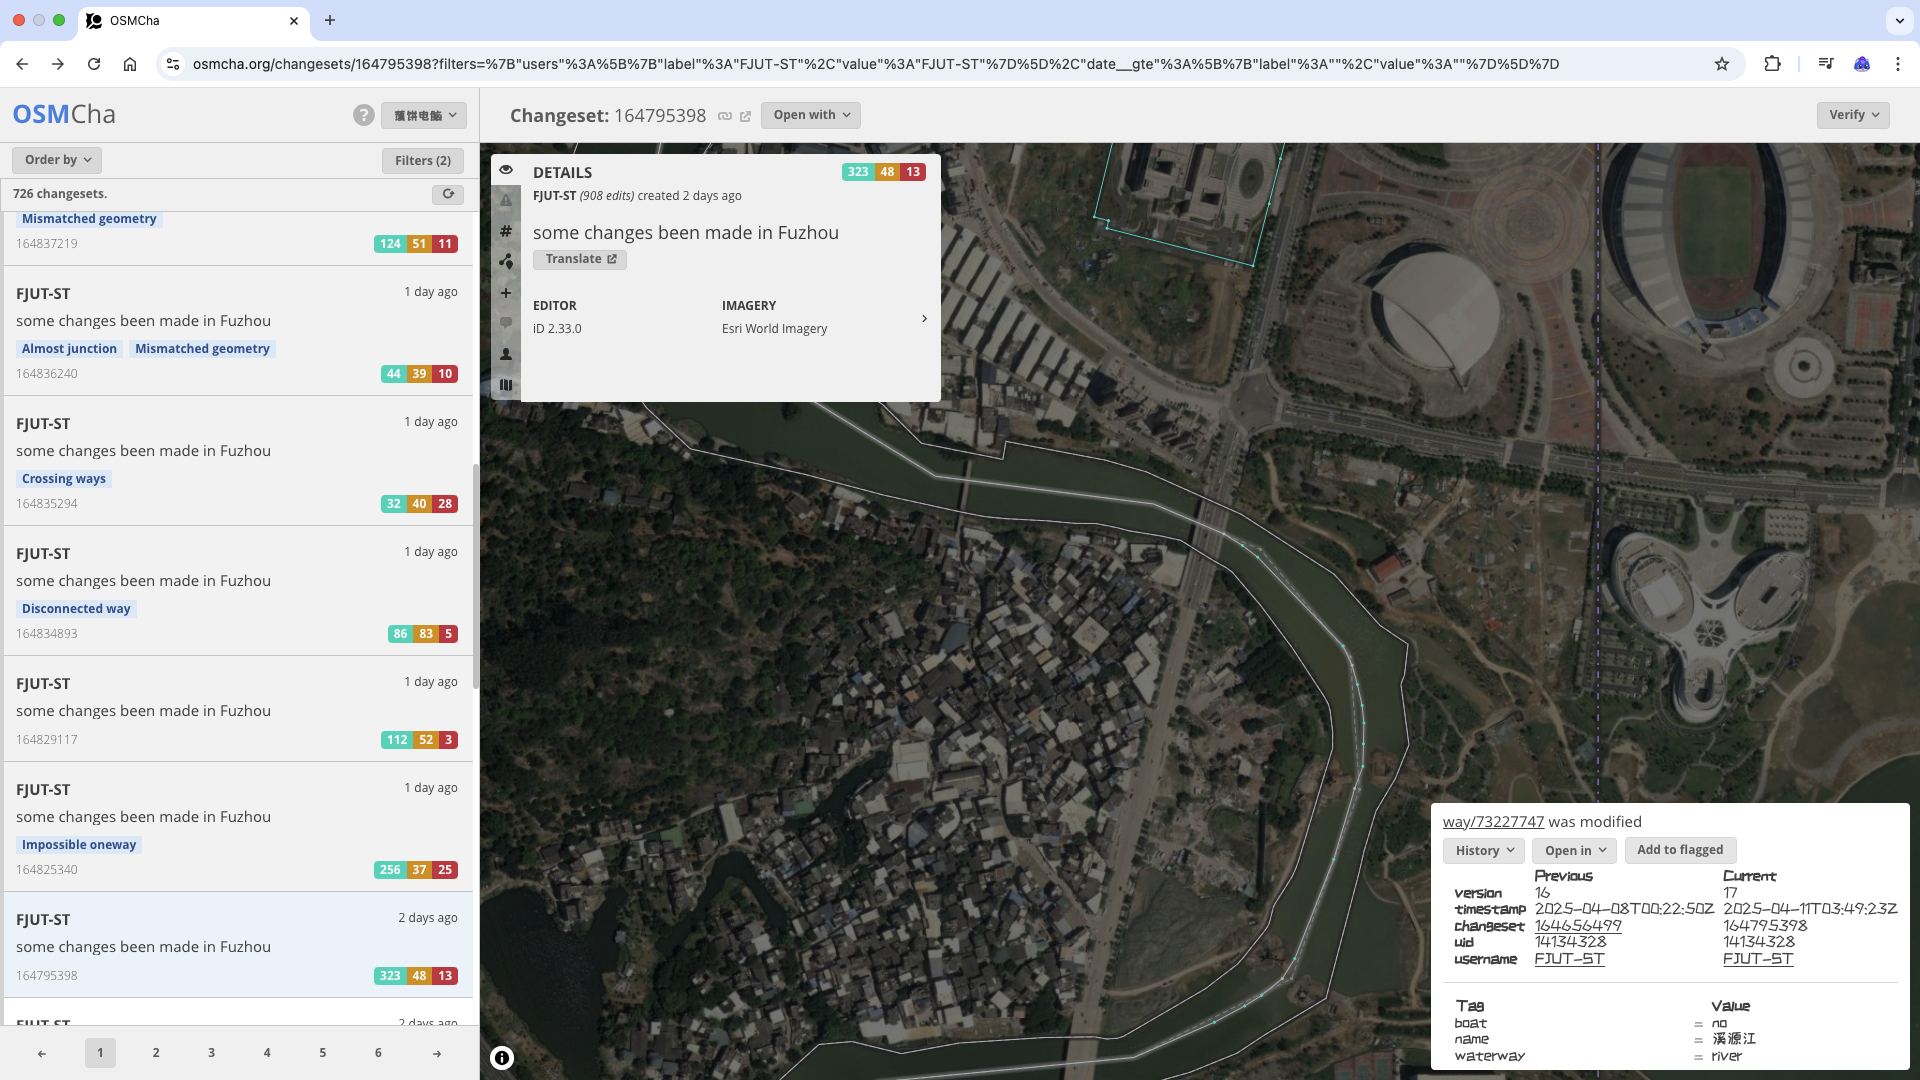 OSMCha
osmcha.org/changesets/164795398?filters=%7B"users"%3A%5B%7B"label"%3A"FJUT-ST"%2C"value"%3A"FJUT-ST"%7D%5D%2C"date__gte"%3A%5B%7B"label"%3A""%2C"value"%3A""%7D%5D%7D
OSMCha
?
Order by
Filters (2)
726 changesets.
Mismatched geometry
164837219
124 51 11
FJUT-ST
1 day ago
some changes been made in Fuzhou
Almost junction
Mismatched geometry
164836240
44 39 10
FJUT-ST
1 day ago
some changes been made in Fuzhou
Crossing ways
164835294
32 40 28
FJUT-ST
1 day ago
some changes been made in Fuzhou
Disconnected way
164834893
86 83 5
FJUT-ST
1 day ago
some changes been made in Fuzhou
164829117
112 52 3
FJUT-ST
1 day ago
some changes been made in Fuzhou
Impossible oneway
164825340
256 37 25
FJUT-ST
2 days ago
some changes been made in Fuzhou
164795398
323 48 13
FJUT-ST
2 days ago
1 2 3 4 5 6
Changeset: 164795398
Open with
Verify
DETAILS
323 48 13
FJUT-ST (908 edits) created 2 days ago
some changes been made in Fuzhou
Translate
EDITOR
IMAGERY
iD 2.33.0
Esri World Imagery
way/73227747 was modified
History
Open in
Add to flagged
Previous Current
version 16 17
timestamp 2025-04-08T00:22:50Z 2025-04-11T03:49:23Z
changeset 164656499 164795398
uid 14134328 14134328
username FJUT-ST FJUT-ST
Tag Value
boat = no
name = 溪源江
waterway = river